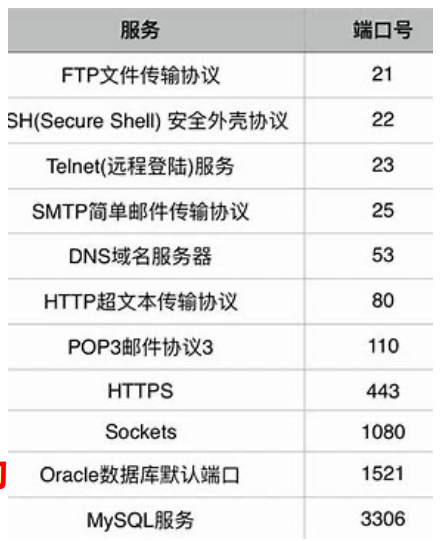 服务 端口号
FTP文件传输协议 21
SH(Secure Shell) 安全外壳协议 22
Telnet(远程登陆)服务 23
SMTP简单邮件传输协议 25
DNS域名服务器 53
HTTP超文本传输协议 80
POP3邮件协议3 110
HTTPS 443
Sockets 1080
Oracle数据库默认端口 1521
MySQL服务 3306